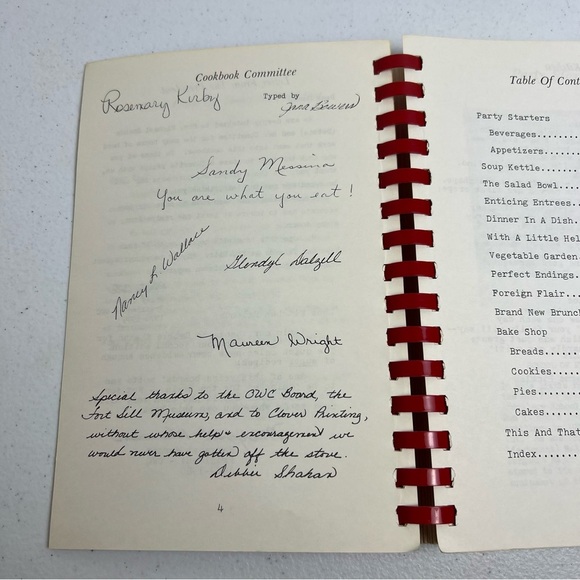 Cookbook Committee
Rosemary Kirby
Typed by
Sandy Messina
You are what you eat!
Nancy L Wallace
Glendyl Dalzell
Maureen Wright
Special thanks to the OWC Board, the
Fort Sill Museum, and to Clover Printing,
without whose help & encouragement we
would never have gotten off the stove.
Debbie Shahan
4
Table Of Cont
Party Starters
Beverages........
Appetizers.....
Soup Kettle.....
The Salad Bowl....
Enticing Entrees..
Dinner In A Dish.
With A Little Hel
Vegetable Garden.
Perfect Endings.
Foreign Flair...
Brand New Brunch
Bake Shop
Breads......
Cookies.....
Pies.....
Cakes.....
This And That
Index.......